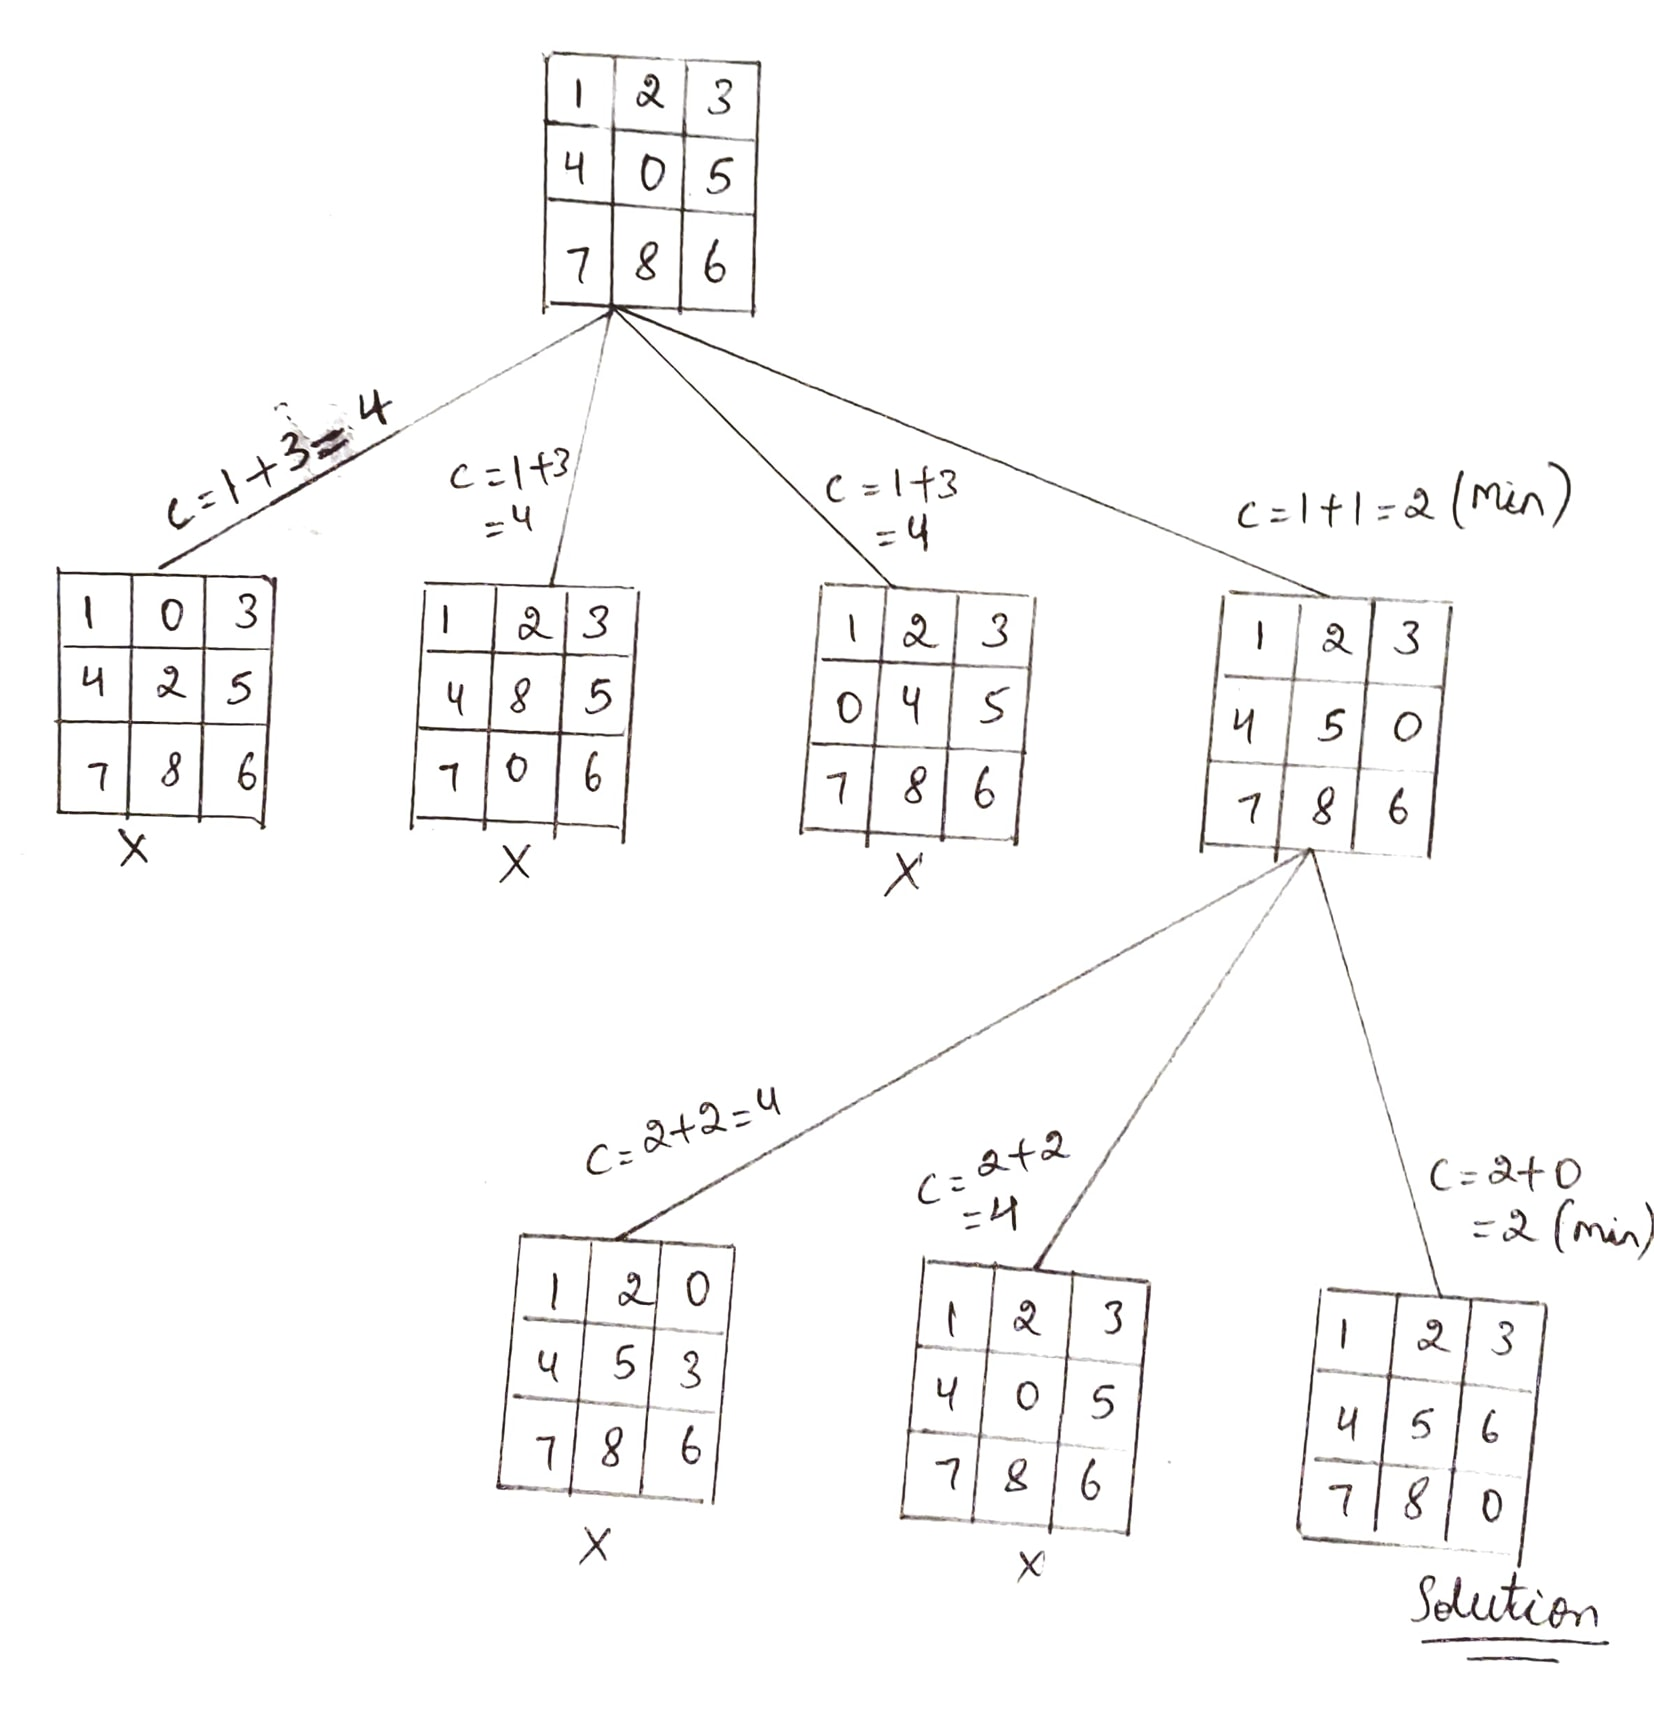 1 2 3
4 0 5
7 8 6
C=1+3=4
C=1+3
=4
C=1+3
=4
C=1+1=2 (min)
1 0 3
4 2 5
7 8 6
X
1 2 3
4 8 5
7 0 6
X
1 2 3
0 4 5
7 8 6
X
1 2 3
4 5 0
7 8 6
C=2+2=4
C=2+2
=4
C=2+0
=2 (min)
1 2 0
4 5 3
7 8 6
X
1 2 3
4 0 5
7 8 6
X
1 2 3
4 5 6
7 8 0
Solution